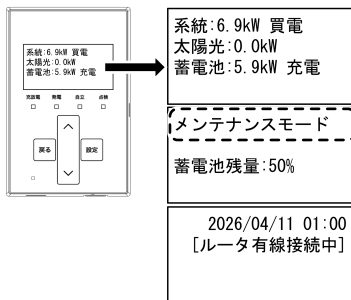 系統:6.9kW 買電
太陽光:0.0kW
蓄電池:5.9kW 充電
充放電 発電 自立 点検
戻る
設定
系統:6.9kW 買電
太陽光:0.0kW
蓄電池:5.9kW 充電
メンテナンスモード
蓄電池残量:50%
2026/04/11 01:00
[ルータ有線接続中]